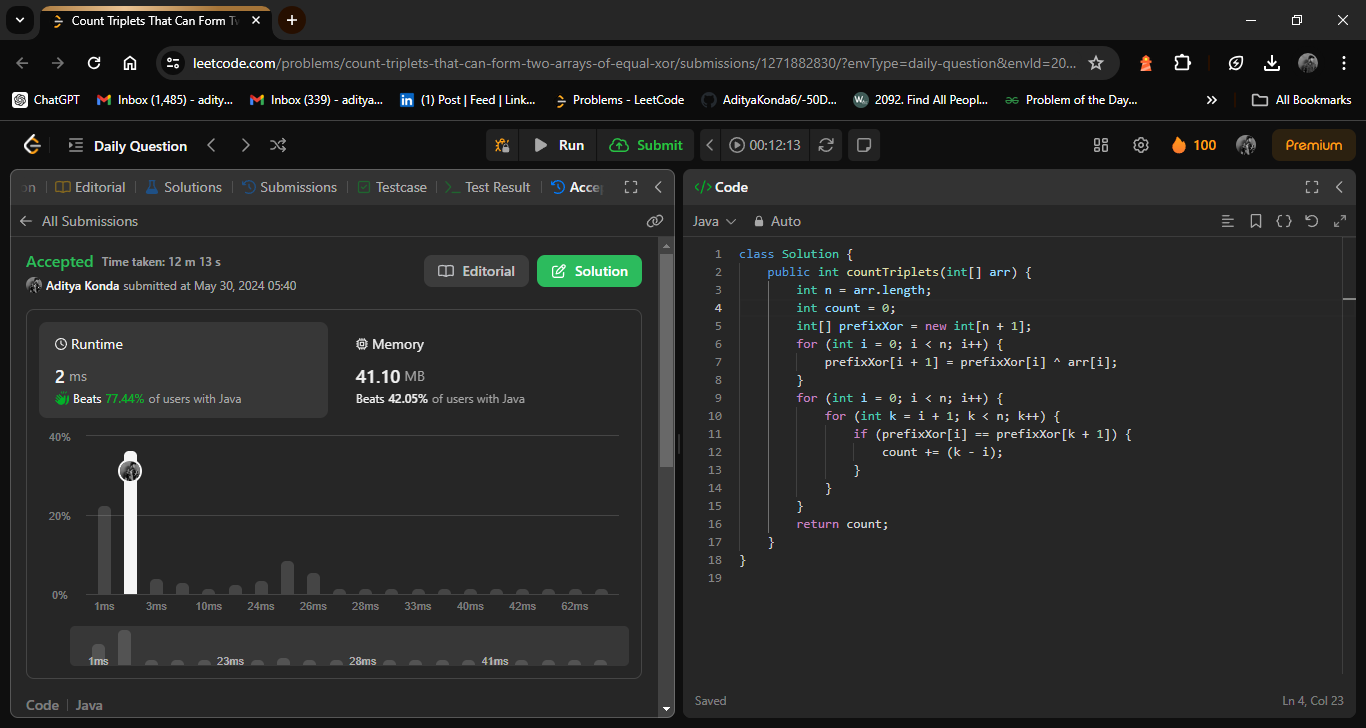 Count Triplets That Can Form Tw
leetcode.com/problems/count-triplets-that-can-form-two-arrays-of-equal-xor/submissions/1271882830/?envType=daily-question&envId=20...
ChatGPT
Inbox (1,485) - adity...
Inbox (339) - aditya...
(1) Post | Feed | Link...
Problems - LeetCode
AdityaKonda6/-50D...
2092. Find All Peopl...
Problem of the Day...
All Bookmarks
Daily Question
Run
Submit
00:12:13
100
Premium
on
Editorial
Solutions
Submissions
Testcase
Test Result
Acce
All Submissions
Accepted Time taken: 12 m 13 s
Aditya Konda submitted at May 30, 2024 05:40
Editorial
Solution
Runtime
2 ms
Beats 77.44% of users with Java
Memory
41.10 MB
Beats 42.05% of users with Java
40%
20%
0%
1ms 3ms 10ms 24ms 26ms 28ms 33ms 40ms 42ms 62ms
1ms 23ms 28ms 41ms
Code | Java
</> Code
Java
Auto
1 class Solution {
2 public int countTriplets(int[] arr) {
3 int n = arr.length;
4 int count = 0;
5 int[] prefixXor = new int[n + 1];
6 for (int i = 0; i < n; i++) {
7 prefixXor[i + 1] = prefixXor[i] ^ arr[i];
8 }
9 for (int i = 0; i < n; i++) {
10 for (int k = i + 1; k < n; k++) {
11 if (prefixXor[i] == prefixXor[k + 1]) {
12 count += (k - i);
13 }
14 }
15 }
16 return count;
17 }
18 }
19
Saved
Ln 4, Col 23